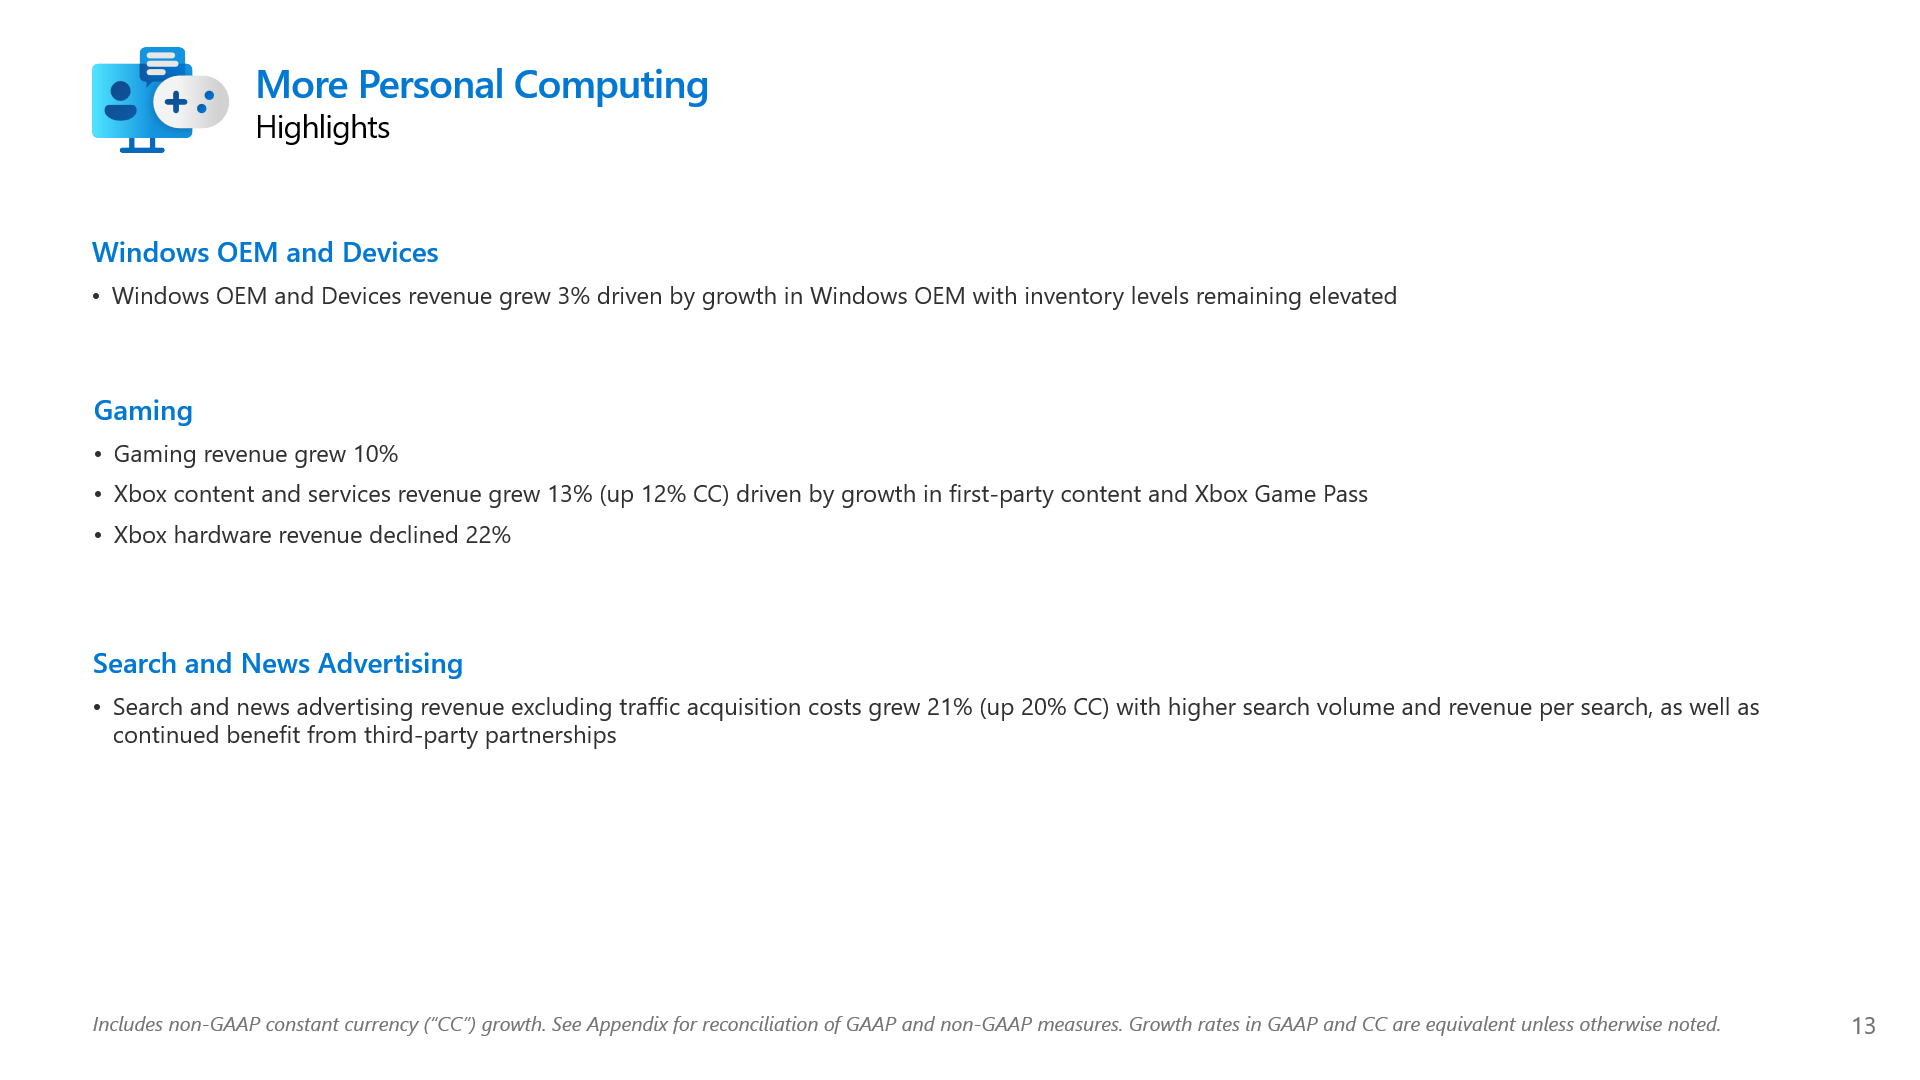 More Personal Computing
Highlights
Windows OEM and Devices
• Windows OEM and Devices revenue grew 3% driven by growth in Windows OEM with inventory levels remaining elevated
Gaming
• Gaming revenue grew 10%
• Xbox content and services revenue grew 13% (up 12% CC) driven by growth in first-party content and Xbox Game Pass
• Xbox hardware revenue declined 22%
Search and News Advertising
• Search and news advertising revenue excluding traffic acquisition costs grew 21% (up 20% CC) with higher search volume and revenue per search, as well as
continued benefit from third-party partnerships
Includes non-GAAP constant currency (“CC”) growth. See Appendix for reconciliation of GAAP and non-GAAP measures. Growth rates in GAAP and CC are equivalent unless otherwise noted.
13